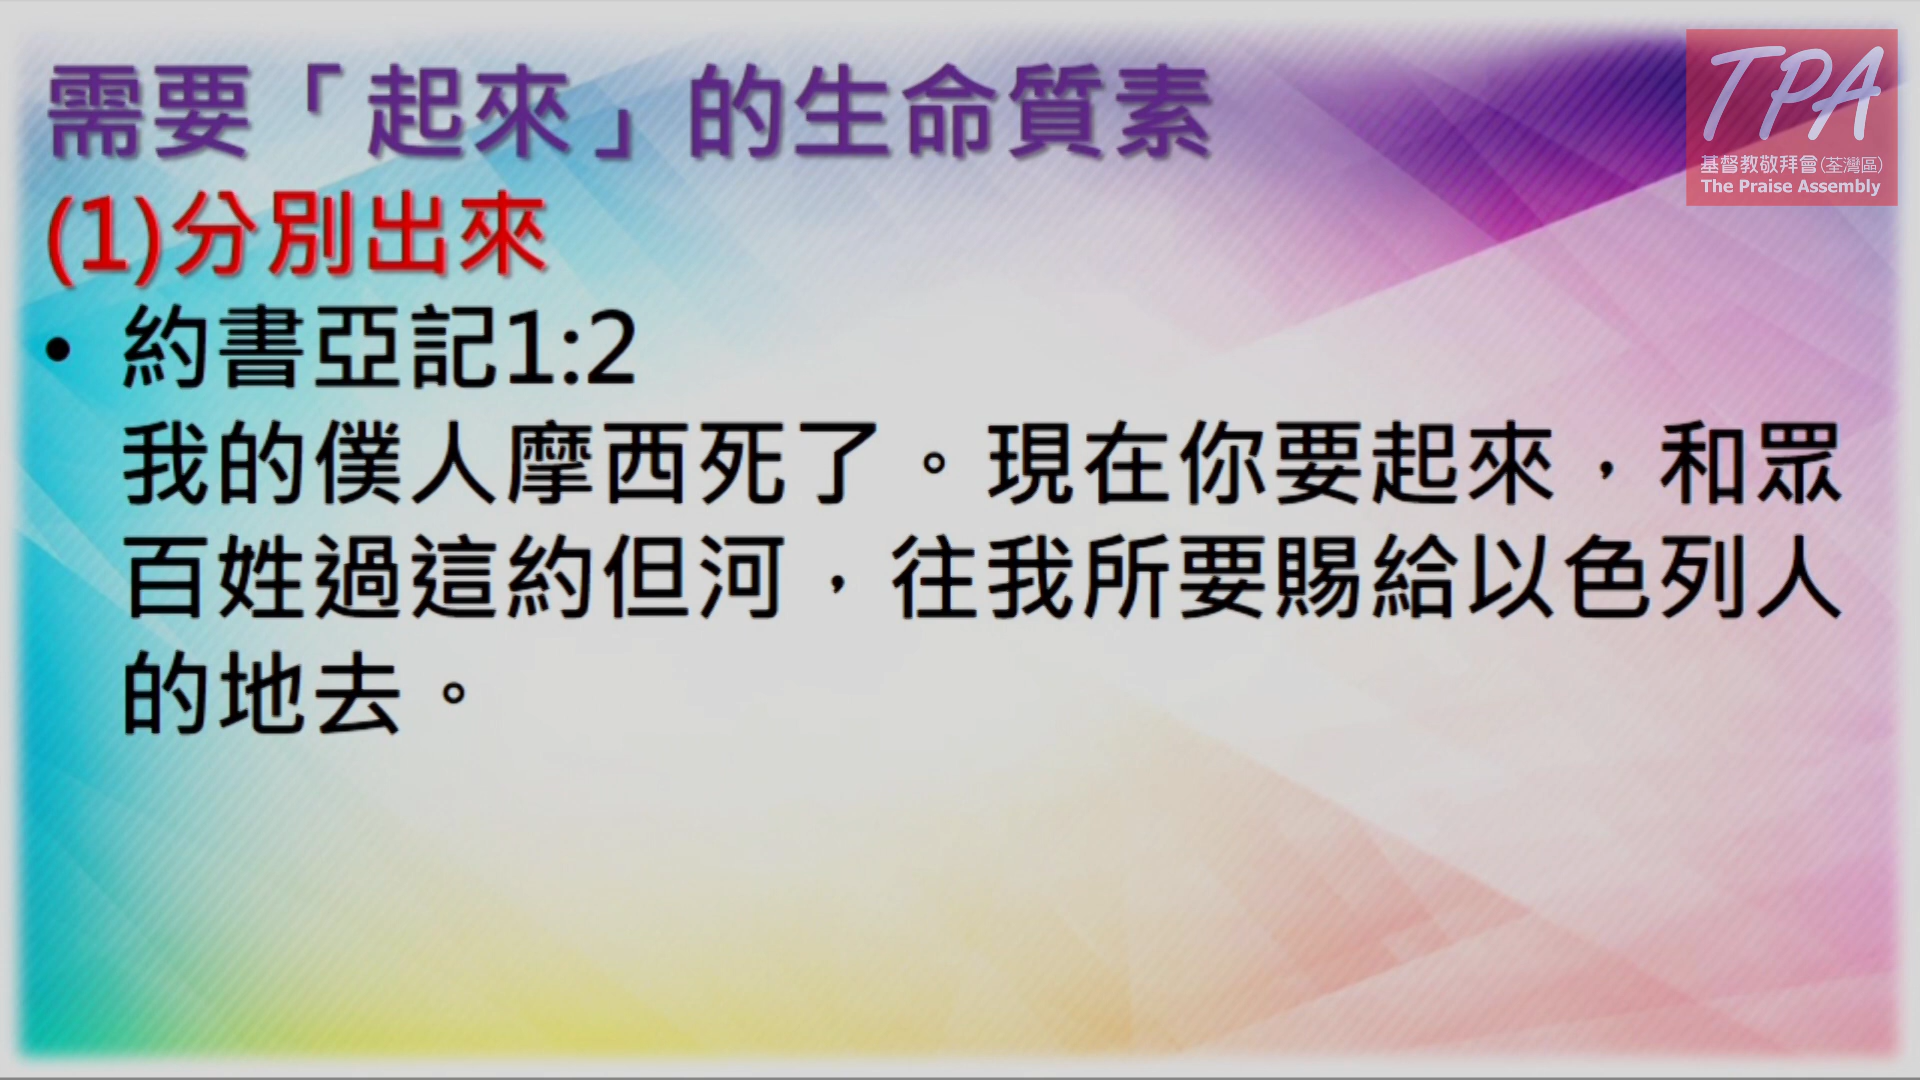 需要「起來」的生命質素
(1)分別出來
• 約書亞記1:2
我的僕人摩西死了。現在你要起來，和眾
百姓過這約但河，往我所要賜給以色列人
的地去。
TPA
基督教敬拜會(荃灣區)
The Praise Assembly